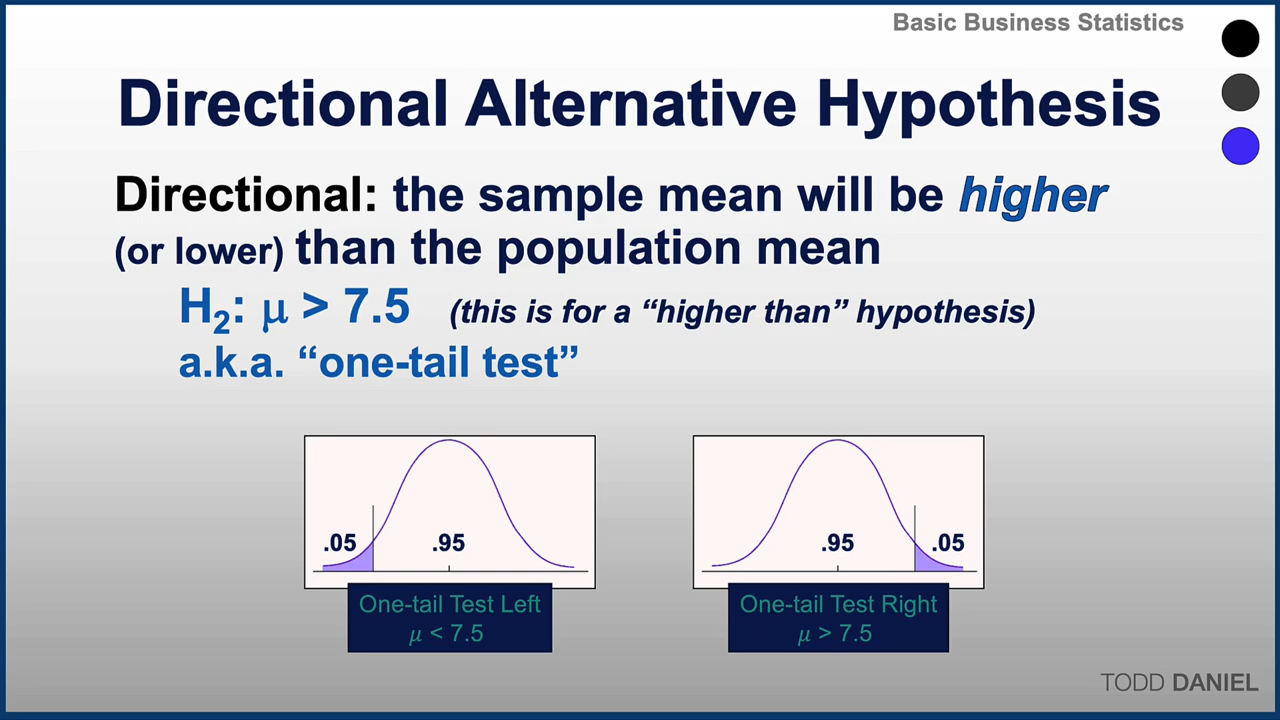 Basic Business Statistics
Directional Alternative Hypothesis
Directional: the sample mean will be higher
(or lower) than the population mean
H₂: μ > 7.5 (this is for a “higher than” hypothesis)
a.k.a. “one-tail test”
.05 .95
One-tail Test Left
μ < 7.5
.95 .05
One-tail Test Right
μ > 7.5
TODD DANIEL